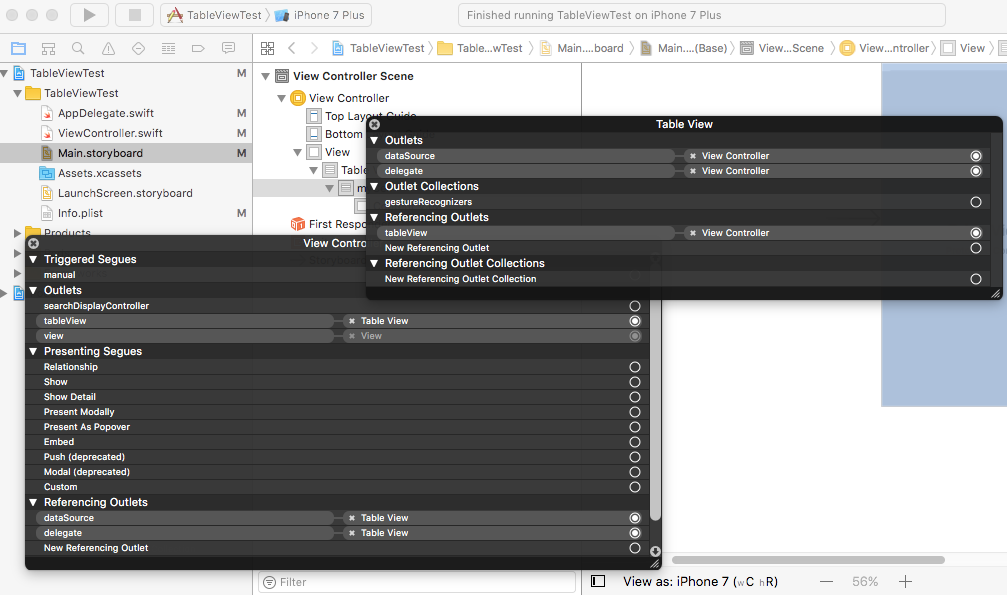 TableViewTest
iPhone 7 Plus
Finished running TableViewTest on iPhone 7 Plus
TableViewTest
Table...wTest
Main....board
Main....(Base)
View...Scene
View...ntroller
View
TableViewTest M
TableViewTest
AppDelegate.swift M
ViewController.swift M
Main.storyboard M
Assets.xcassets
LaunchScreen.storyboard
Info.plist M
Products
View Controller Scene
View Controller
Top Layout Guide
Bottom
View
Table
m
First Respo
Table View
Outlets
dataSource View Controller
delegate View Controller
Outlet Collections
gestureRecognizers
Referencing Outlets
tableView View Controller
New Referencing Outlet
Referencing Outlet Collections
New Referencing Outlet Collection
View Contro
Triggered Segues
manual
Outlets
searchDisplayController
tableView Table View
view View
Presenting Segues
Relationship
Show
Show Detail
Present Modally
Present As Popover
Embed
Push (deprecated)
Modal (deprecated)
Custom
Referencing Outlets
dataSource Table View
delegate Table View
New Referencing Outlet
Filter
View as: iPhone 7 (wC hR)
— 56% +